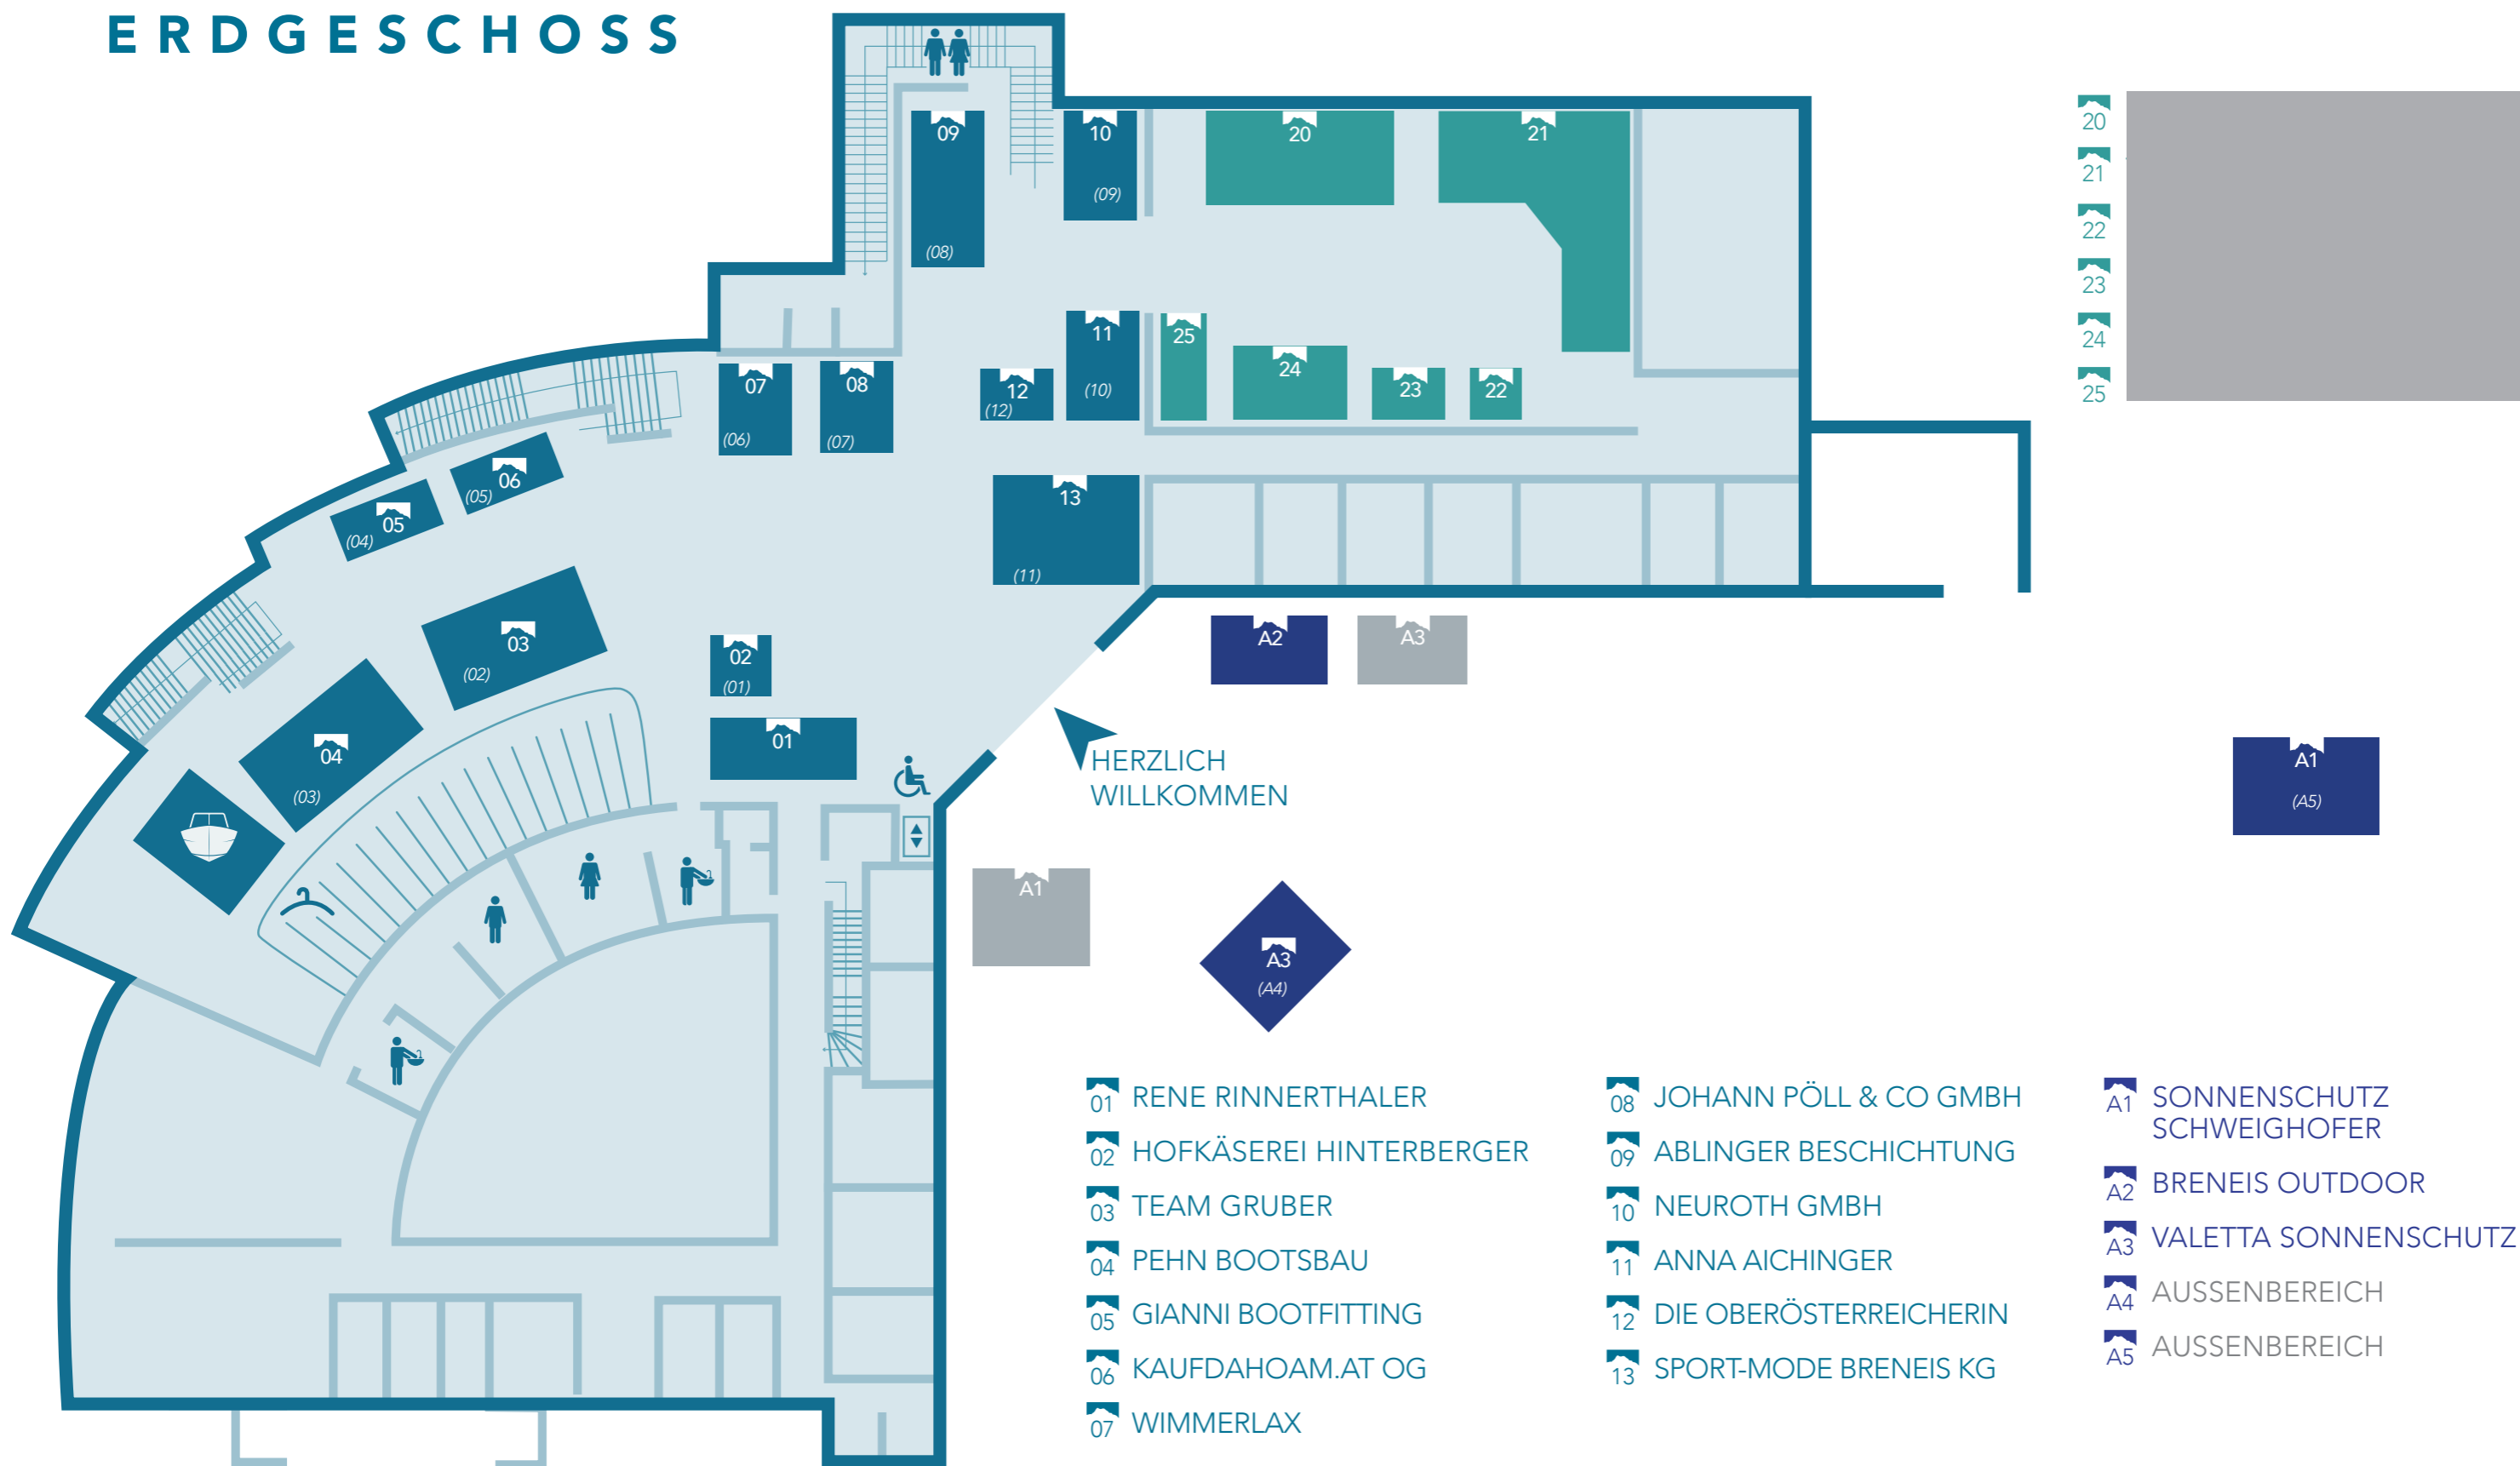 ERDGESCHOSS
09
(08)
10
(09)
20
21
20
21
22
23
24
25
11
(10)
25
24
23
22
12
(12)
07
(06)
08
(07)
06
(05)
05
(04)
13
(11)
03
(02)
02
(01)
A2
A3
04
(03)
01
HERZLICH
WILLKOMMEN
A1
(A5)
A1
A3
(A4)
01 RENE RINNERTHALER
02 HOFKÄSEREI HINTERBERGER
03 TEAM GRUBER
04 PEHN BOOTSBAU
05 GIANNI BOOTFITTING
06 KAUFDAHOAM.AT OG
07 WIMMERLAX
08 JOHANN PÖLL & CO GMBH
09 ABLINGER BESCHICHTUNG
10 NEUROTH GMBH
11 ANNA AICHINGER
12 DIE OBERÖSTERREICHERIN
13 SPORT-MODE BRENEIS KG
A1 SONNENSCHUTZ
SCHWEIGHOFER
A2 BRENEIS OUTDOOR
A3 VALETTA SONNENSCHUTZ
A4 AUSSENBEREICH
A5 AUSSENBEREICH